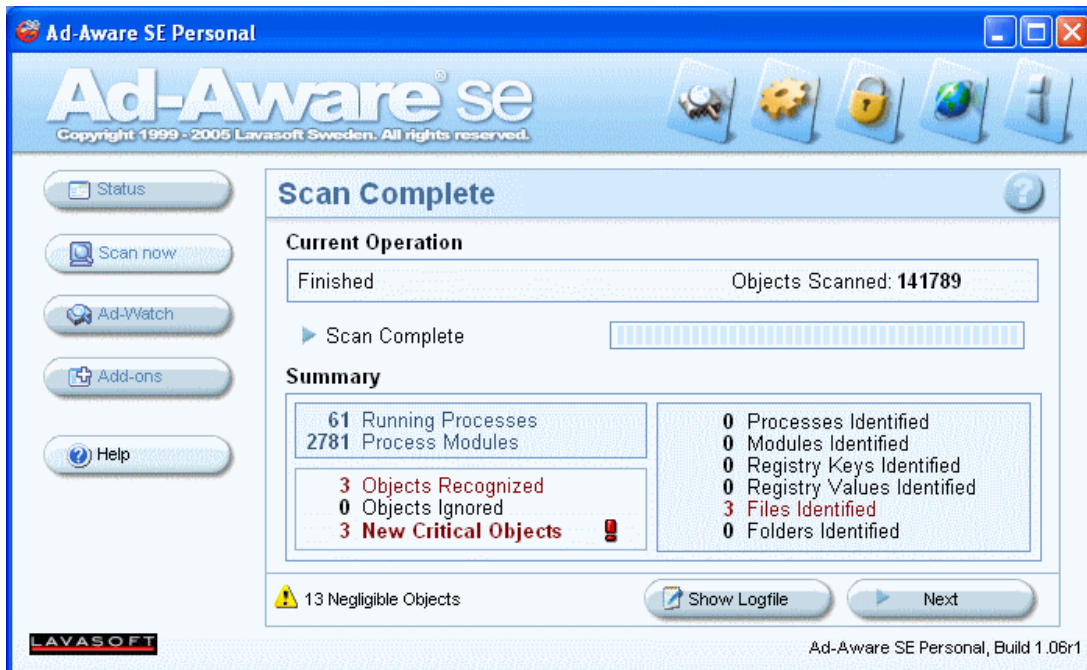 Ad-Aware SE Personal
Ad-Aware® SE
Copyright 1999 - 2005 Lavasoft Sweden. All rights reserved.
Status
Scan now
Ad-Watch
Add-ons
Help
Scan Complete
?
Current Operation
Finished Objects Scanned: 141789
Scan Complete
Summary
61 Running Processes
2781 Process Modules
3 Objects Recognized
0 Objects Ignored
3 New Critical Objects
0 Processes Identified
0 Modules Identified
0 Registry Keys Identified
0 Registry Values Identified
3 Files Identified
0 Folders Identified
13 Negligible Objects
Show Logfile
Next
LAVASOFT
Ad-Aware SE Personal, Build 1.06r1